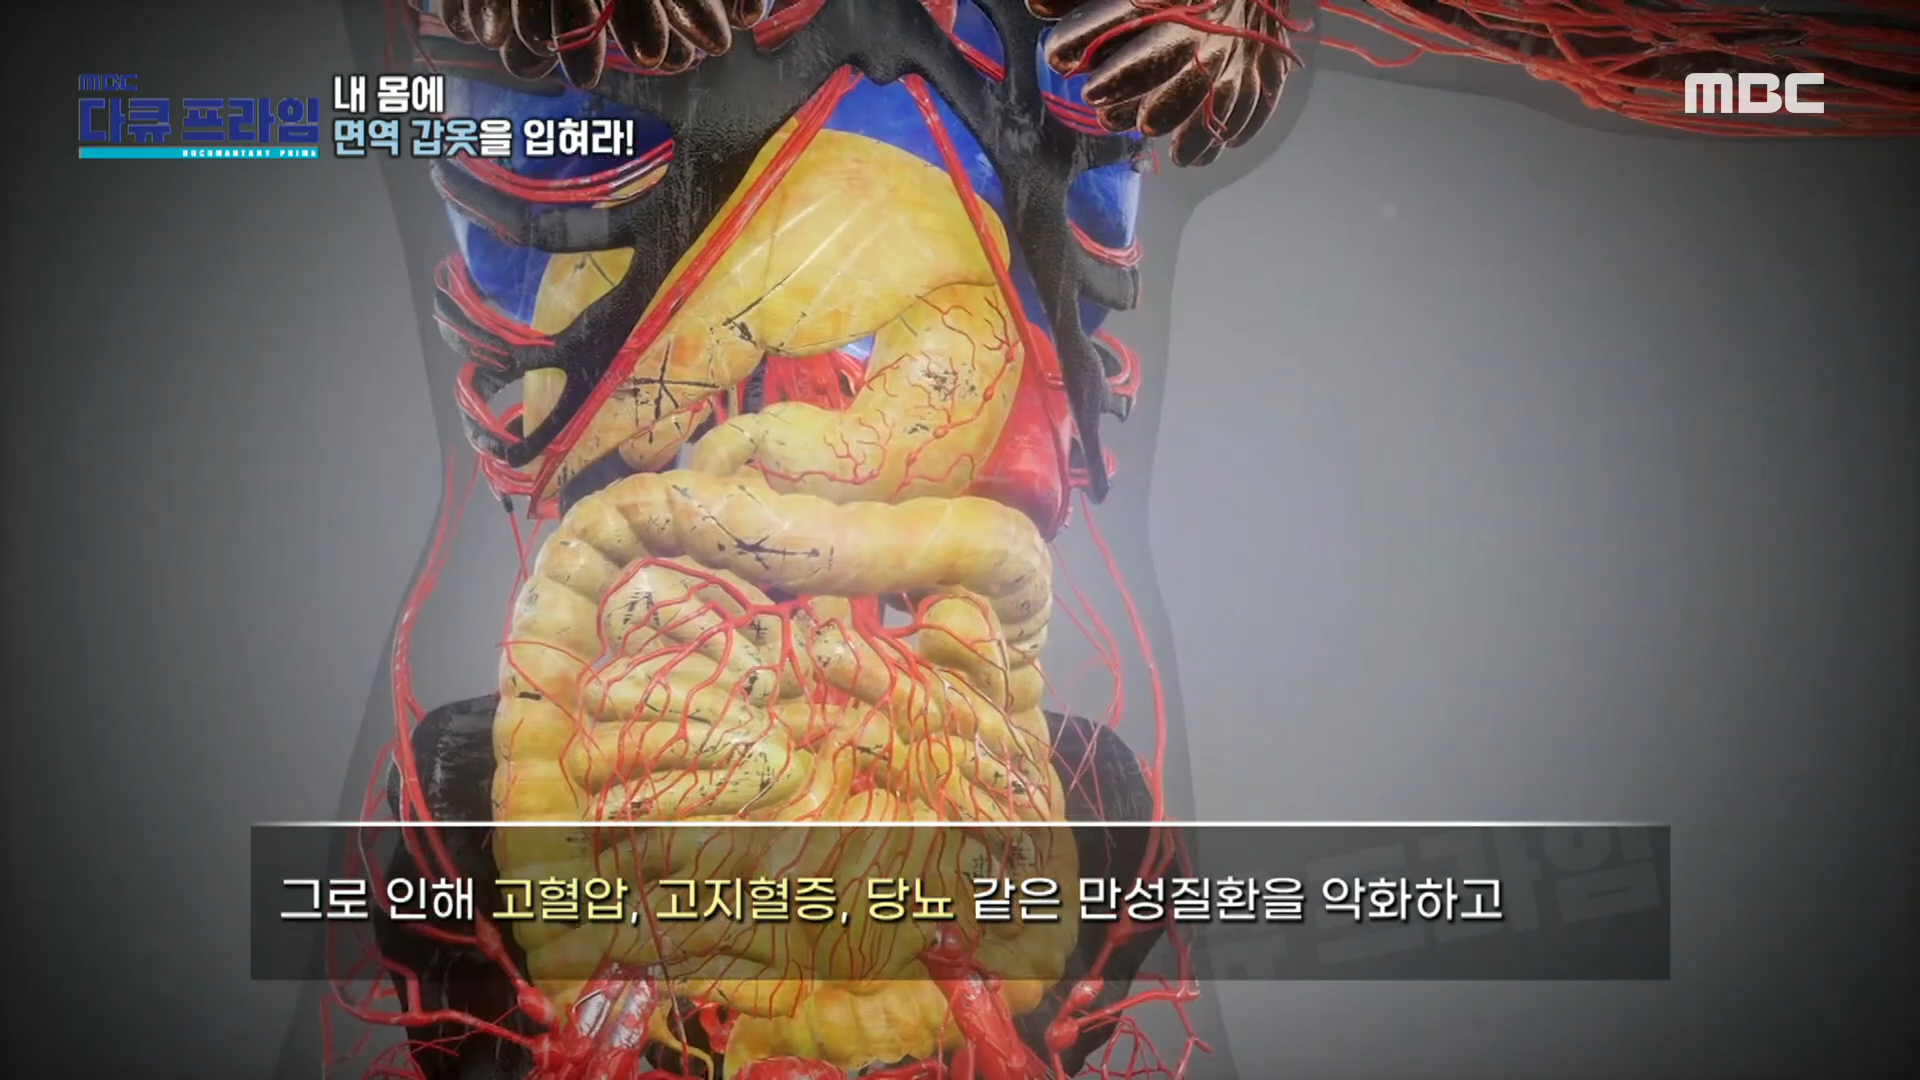 MBC
다큐 프라임
DOCUMENTARY PRIME
내 몸에
면역 갑옷을 입혀라!
MBC
그로 인해 고혈압, 고지혈증, 당뇨 같은 만성질환을 악화하고